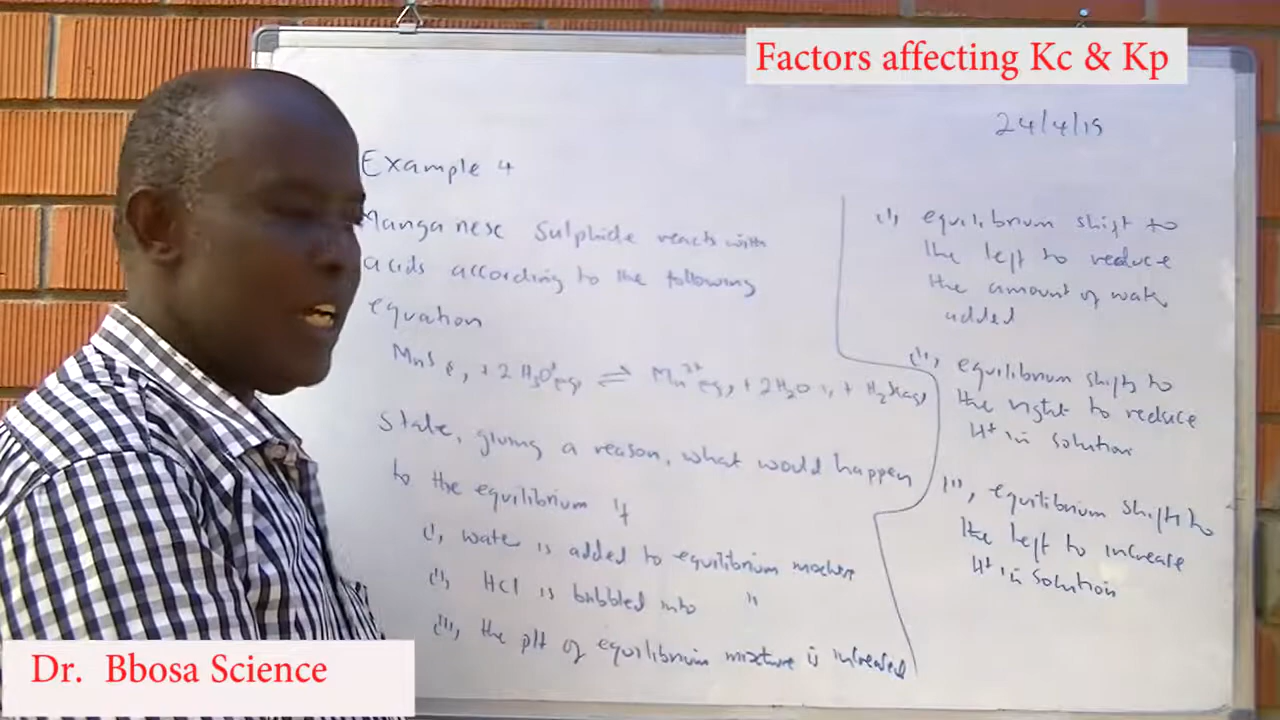 Factors affecting Kc & Kp
24/4/19
Example 4
Manganese Sulphide reacts with
acids according to the following
equation
MnS + 2H₃O⁺(aq) ⇌ Mn²⁺(aq) + 2H₂O + H₂S(aq)
State, giving a reason, what would happen
to the equilibrium if
(i), water is added to equilibrium mixture
(ii), HCl is bubbled into "
(iii), the pH of equilibrium mixture is increased
(i), equilibrium shift to
the left to reduce
the amount of water
added
(ii), equilibrium shifts to
the right to reduce
H⁺ in solution
(iii), equilibrium shifts to
the left to increase
H⁺ in solution
Dr. Bbosa Science